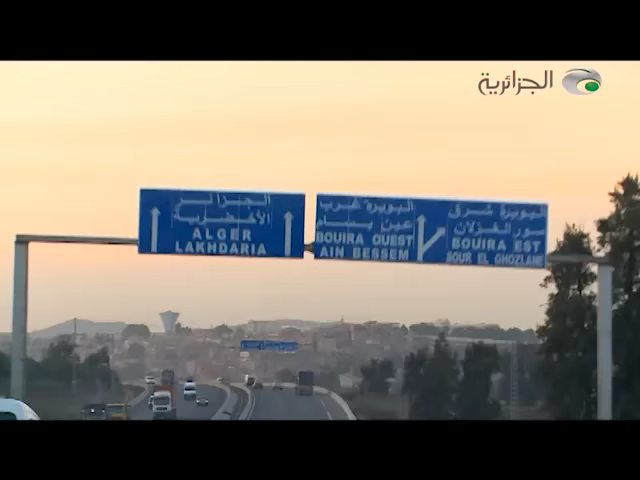 الجزائرية
الجزائر
الأخضرية
ALGER
LAKHDARIA
البويرة غرب
عين بسام
BOUIRA OUEST
AIN BESSEM
البويرة شرق
سور الغزلان
BOUIRA EST
SOUR EL GHOZLANE